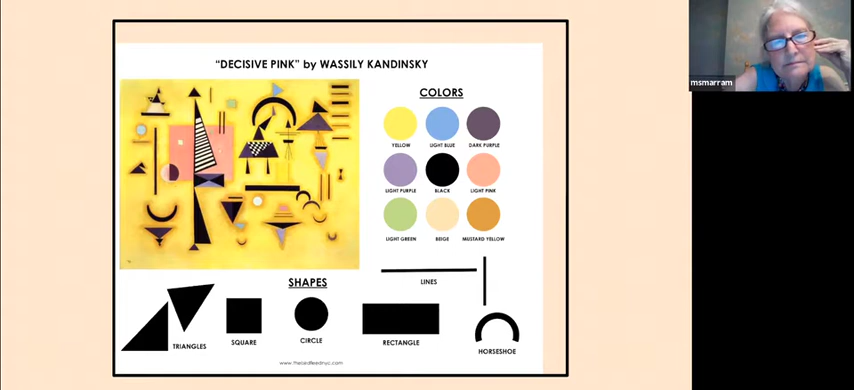 "DECISIVE PINK" by WASSILY KANDINSKY
msmarram
COLORS
YELLOW
LIGHT BLUE
DARK PURPLE
LIGHT PURPLE
BLACK
LIGHT PINK
LIGHT GREEN
BEIGE
MUSTARD YELLOW
LINES
SHAPES
TRIANGLES
SQUARE
CIRCLE
RECTANGLE
HORSESHOE